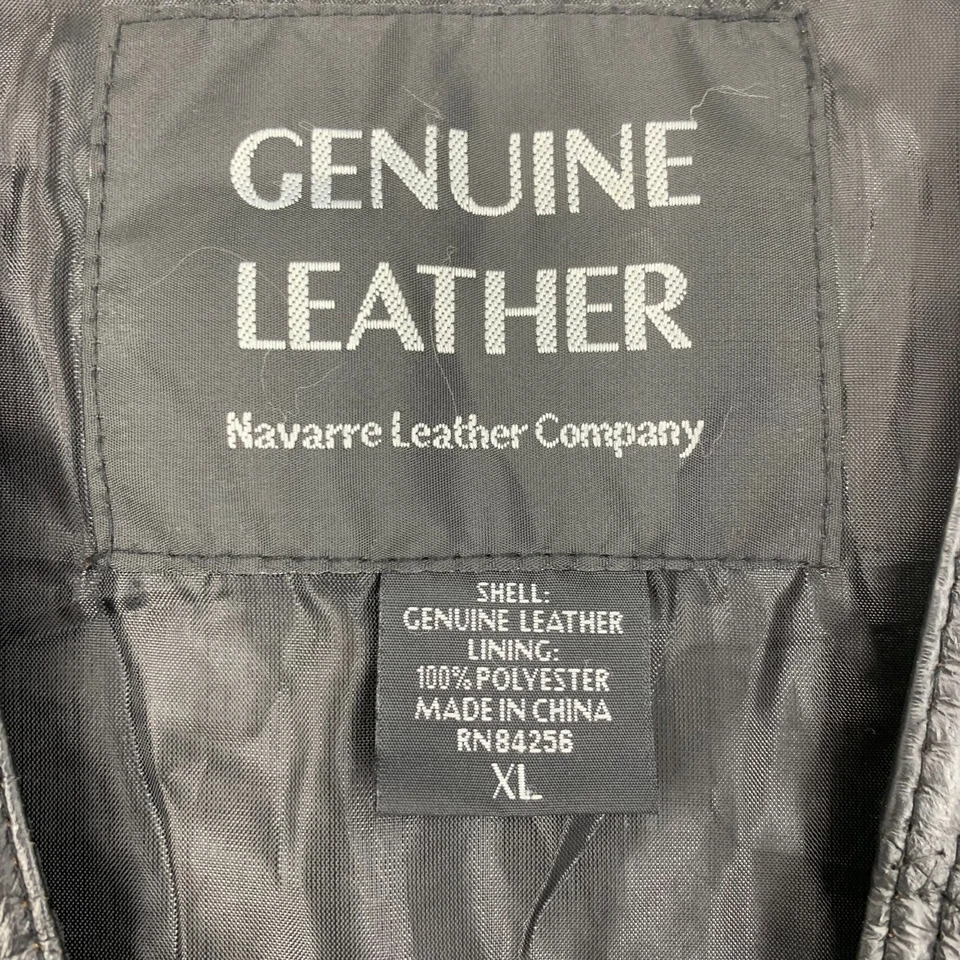 GENUINE
LEATHER
Navarre Leather Company
SHELL:
GENUINE LEATHER
LINING:
100% POLYESTER
MADE IN CHINA
RN84256
XL